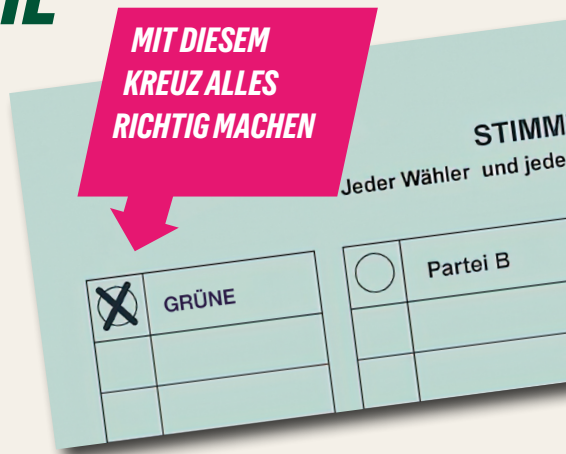 MIT DIESEM
KREUZ ALLES
RICHTIG MACHEN
STIMM
Jeder Wähler und jede
GRÜNE
Partei B